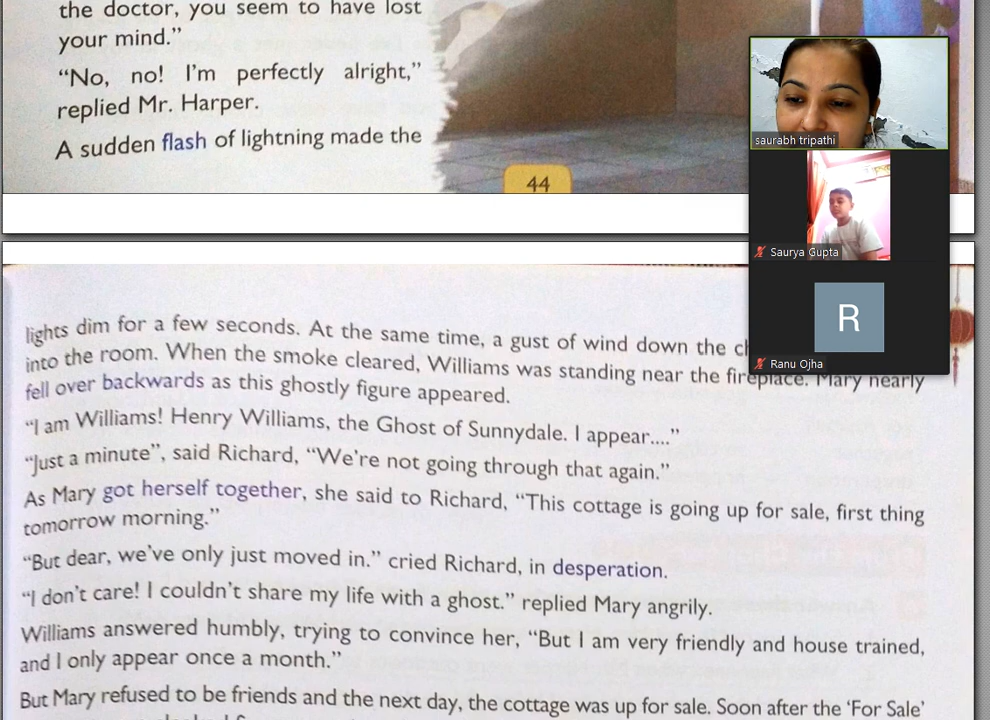 the doctor, you seem to have lost
your mind.”
“No, no! I’m perfectly alright,”
replied Mr. Harper.
A sudden flash of lightning made the
44
saurabh tripathi
Saurya Gupta
R
Ranu Ojha
lights dim for a few seconds. At the same time, a gust of wind down the
into the room. When the smoke cleared, Williams was standing near the fireplace. Mary nearly
fell over backwards as this ghostly figure appeared.
“I am Williams! Henry Williams, the Ghost of Sunnydale. I appear....”
“Just a minute”, said Richard, “We’re not going through that again.”
As Mary got herself together, she said to Richard, “This cottage is going up for sale, first thing
tomorrow morning.”
“But dear, we’ve only just moved in.” cried Richard, in desperation.
“I don’t care! I couldn’t share my life with a ghost.” replied Mary angrily.
Williams answered humbly, trying to convince her, “But I am very friendly and house trained,
and I only appear once a month.”
But Mary refused to be friends and the next day, the cottage was up for sale. Soon after the ‘For Sale’